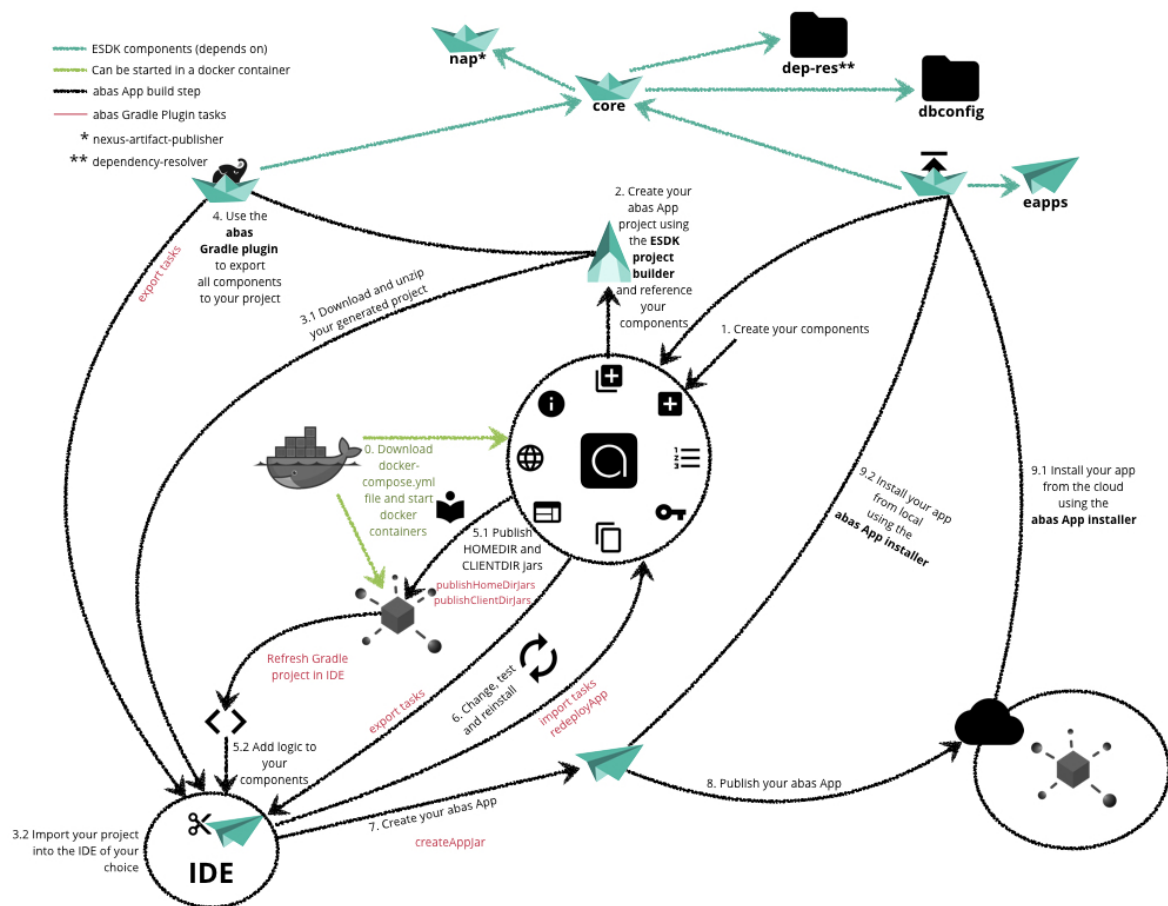 ESDK components (depends on)
Can be started in a docker container
abas App build step
abas Gradle Plugin tasks
* nexus-artifact-publisher
** dependency-resolver
nap*
core
dep-res**
dbconfig
eapps
4. Use the
abas
Gradle plugin
to export
all components
to your project
export tasks
3.1 Download and unzip
your generated project
2. Create your
abas App
project using
the ESDK
project
builder
and reference
your
components
1. Create your components
0. Download
docker-
compose.yml
file and start
docker
containers
1
2
3
a
5.1 Publish
HOMEDIR and
CLIENTDIR jars
publishHomeDirJars
publishClientDirJars
9.2 Install your app
from local
using the
abas App installer
9.1 Install your app
from the cloud
using the
abas App installer
Refresh Gradle
project in IDE
5.2 Add logic to
your
components
export tasks
6. Change, test
and reinstall
import tasks
redeployApp
3.2 Import your project
into the IDE of your
choice
IDE
7. Create your abas App
createAppJar
8. Publish your abas App